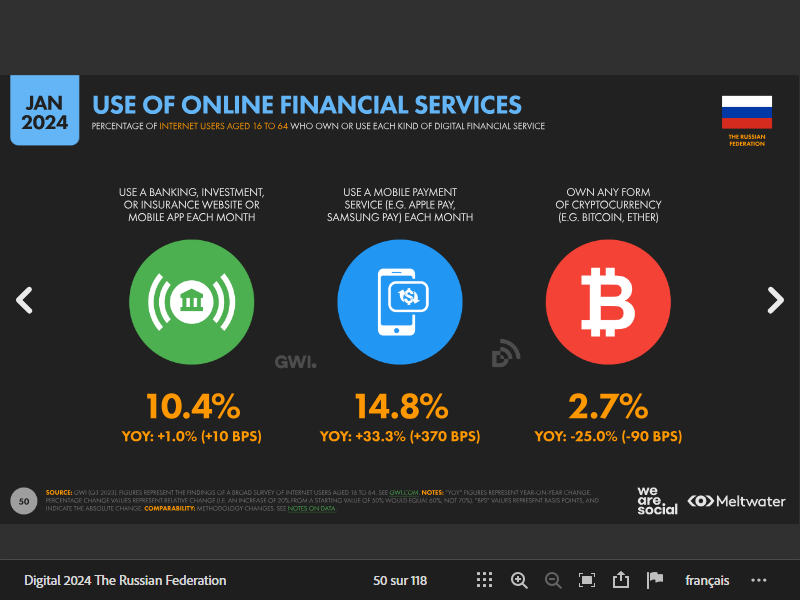 JAN
2024
USE OF ONLINE FINANCIAL SERVICES
PERCENTAGE OF INTERNET USERS AGED 16 TO 64 WHO OWN OR USE EACH KIND OF DIGITAL FINANCIAL SERVICE
THE RUSSIAN
FEDERATION
USE A BANKING, INVESTMENT,
OR INSURANCE WEBSITE OR
MOBILE APP EACH MONTH
USE A MOBILE PAYMENT
SERVICE (E.G. APPLE PAY,
SAMSUNG PAY) EACH MONTH
OWN ANY FORM
OF CRYPTOCURRENCY
(E.G. BITCOIN, ETHER)
GWI.
10.4%
YOY: +1.0% (+10 BPS)
14.8%
YOY: +33.3% (+370 BPS)
2.7%
YOY: -25.0% (-90 BPS)
50
SOURCE: GWI (Q3 2023). FIGURES REPRESENT THE FINDINGS OF A BROAD SURVEY OF INTERNET USERS AGED 16 TO 64. SEE GWI.COM. NOTES: "YOY" FIGURES REPRESENT YEAR-ON-YEAR CHANGE.
PERCENTAGE CHANGE VALUES REPRESENT RELATIVE CHANGE (I.E. AN INCREASE OF 20% FROM A STARTING VALUE OF 50% WOULD EQUAL 60%, NOT 70%). "BPS" VALUES REPRESENT BASIS POINTS, AND
INDICATE THE ABSOLUTE CHANGE. COMPARABILITY: METHODOLOGY CHANGES. SEE NOTES ON DATA.
we
are.
social
Meltwater
Digital 2024 The Russian Federation
50 sur 118
français